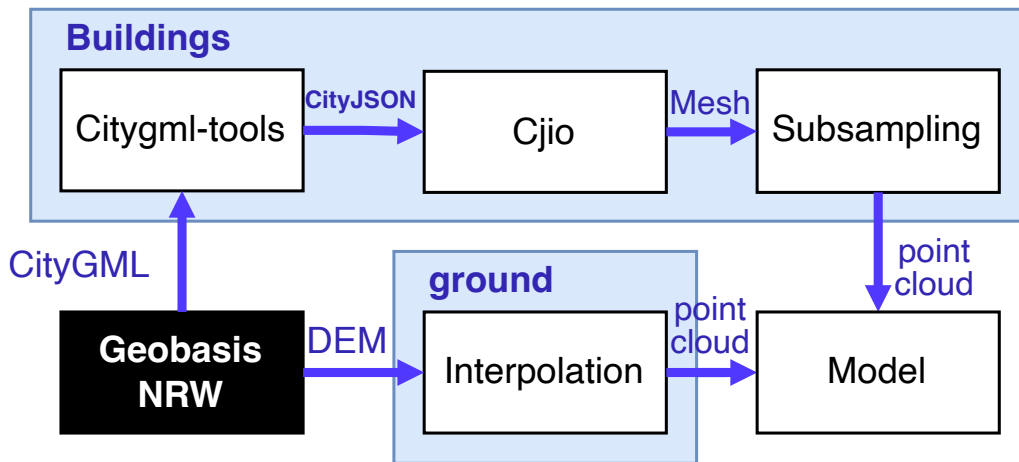 Buildings
Citygml-tools
CityJSON
Cjio
Mesh
Subsampling
CityGML
point
cloud
ground
Geobasis
NRW
DEM
Interpolation
point
cloud
Model